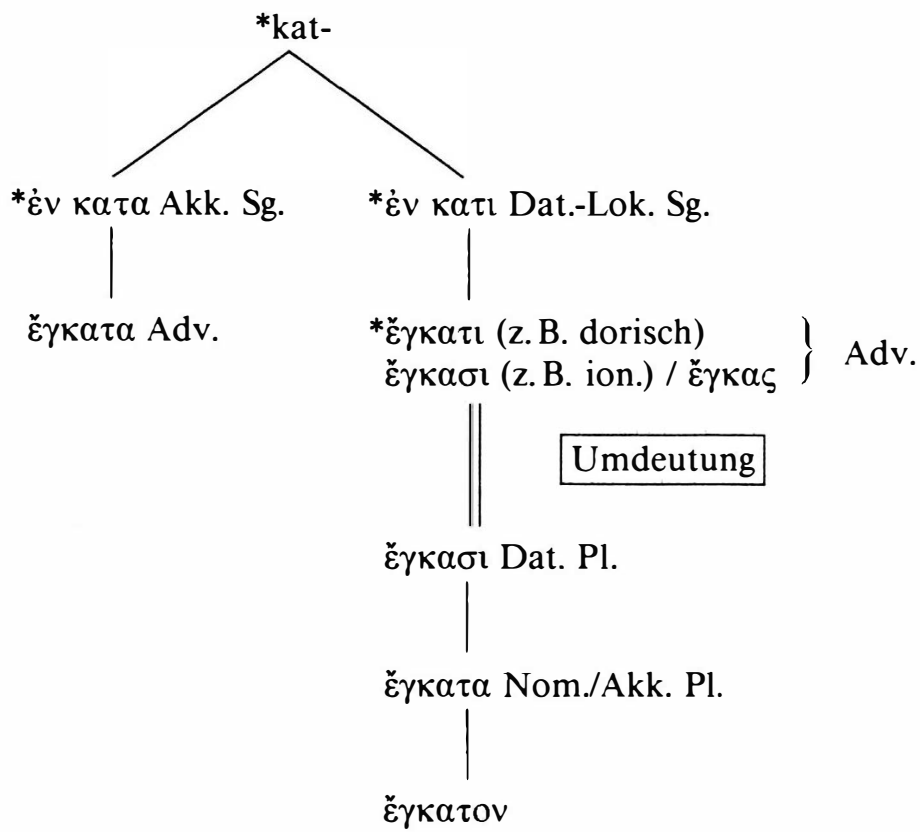 *kat-
*ἐν κατα Akk. Sg. *ἐν κατι Dat.-Lok. Sg.
ἔγκατα Adv. *ἔγκατι (z. B. dorisch)
ἔγκασι (z. B. ion.) / ἔγκας } Adv.
Umdeutung
ἔγκασι Dat. Pl.
ἔγκατα Nom./Akk. Pl.
ἔγκατον